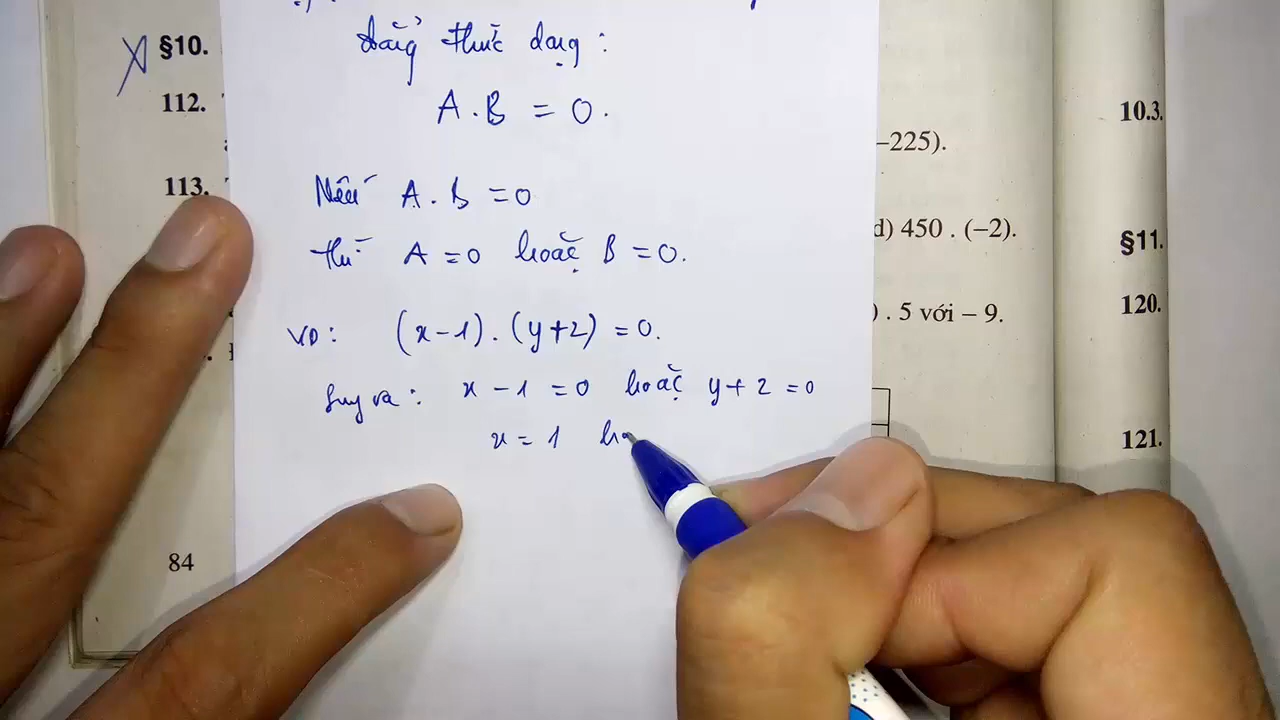 đẳng thức dạng:
A.B = 0.
Nếu A.B = 0
thì A = 0 hoặc B = 0.
VD: (x-1).(y+2) = 0.
Suy ra: x - 1 = 0 hoặc y + 2 = 0
x = 1 ho
§10.
112.
113.
84
-225).
d) 450 . (-2).
). 5 với – 9.
10.3.
§11.
120.
121.